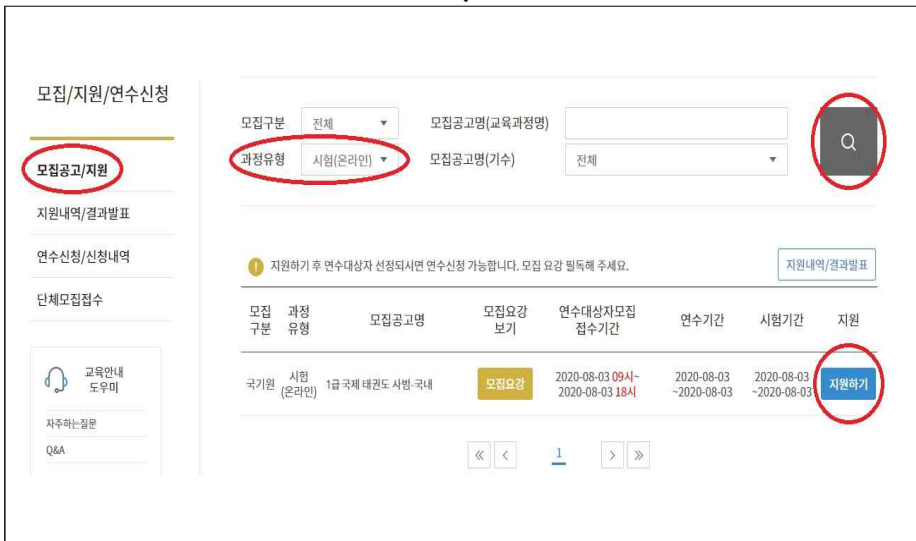 모집/지원/연수신청
모집공고/지원
지원내역/결과발표
연수신청/신청내역
단체모집접수
교육안내
도우미
자주하는질문
Q&A
모집구분 전체 모집공고명(교육과정명)
과정유형 시험(온라인) 모집공고명(기수) 전체
지원하기 후 연수대상자 선정되시면 연수신청 가능합니다. 모집 요강 필독해 주세요.
지원내역/결과발표
모집 과정 모집공고명 모집요강 연수대상자모집 연수기간 시험기간 지원
구분 유형 보기 접수기간
국기원 시험 1급 국제 태권도 사범-국내 모집요강 2020-08-03 09시~ 2020-08-03 2020-08-03 지원하기
(온라인) 2020-08-03 18시 ~2020-08-03 ~2020-08-03
« < 1 > »